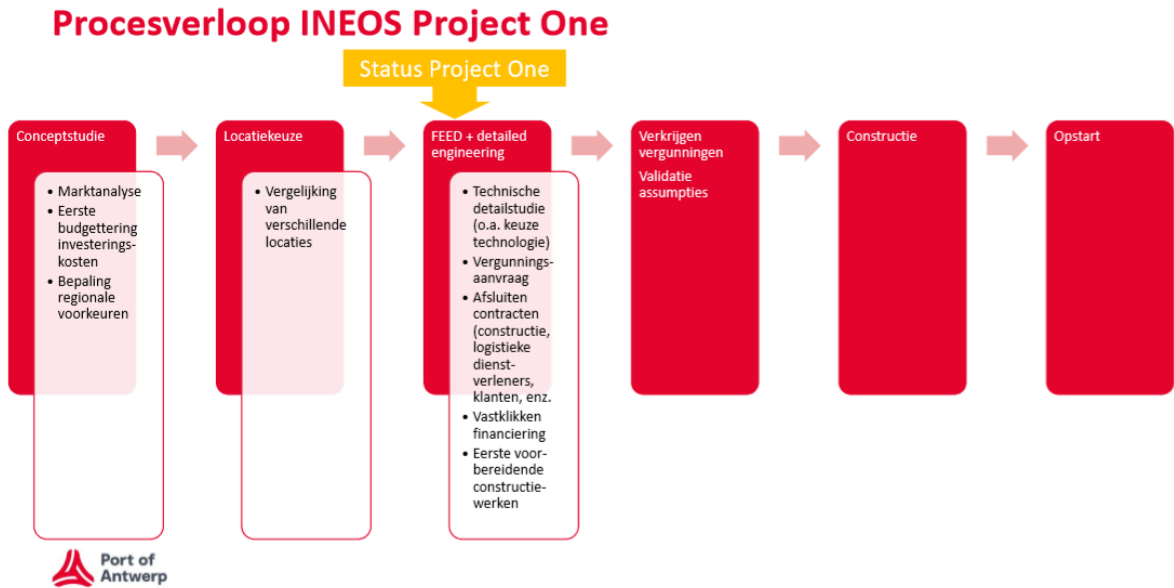 Procesverloop INEOS Project One
Status Project One
Conceptstudie
• Marktanalyse
• Eerste
budgettering
investerings-
kosten
• Bepaling
regionale
voorkeuren
Locatiekeuze
• Vergelijking
van
verschillende
locaties
FEED + detailed
engineering
• Technische
detailstudie
(o.a. keuze
technologie)
• Vergunnings-
aanvraag
• Afsluiten
contracten
(constructie,
logistieke
dienst-
verleners,
klanten, enz.
• Vastklikken
financiering
• Eerste voor-
bereidende
constructie-
werken
Verkrijgen
vergunningen
Validatie
assumpties
Constructie
Opstart
Port of
Antwerp